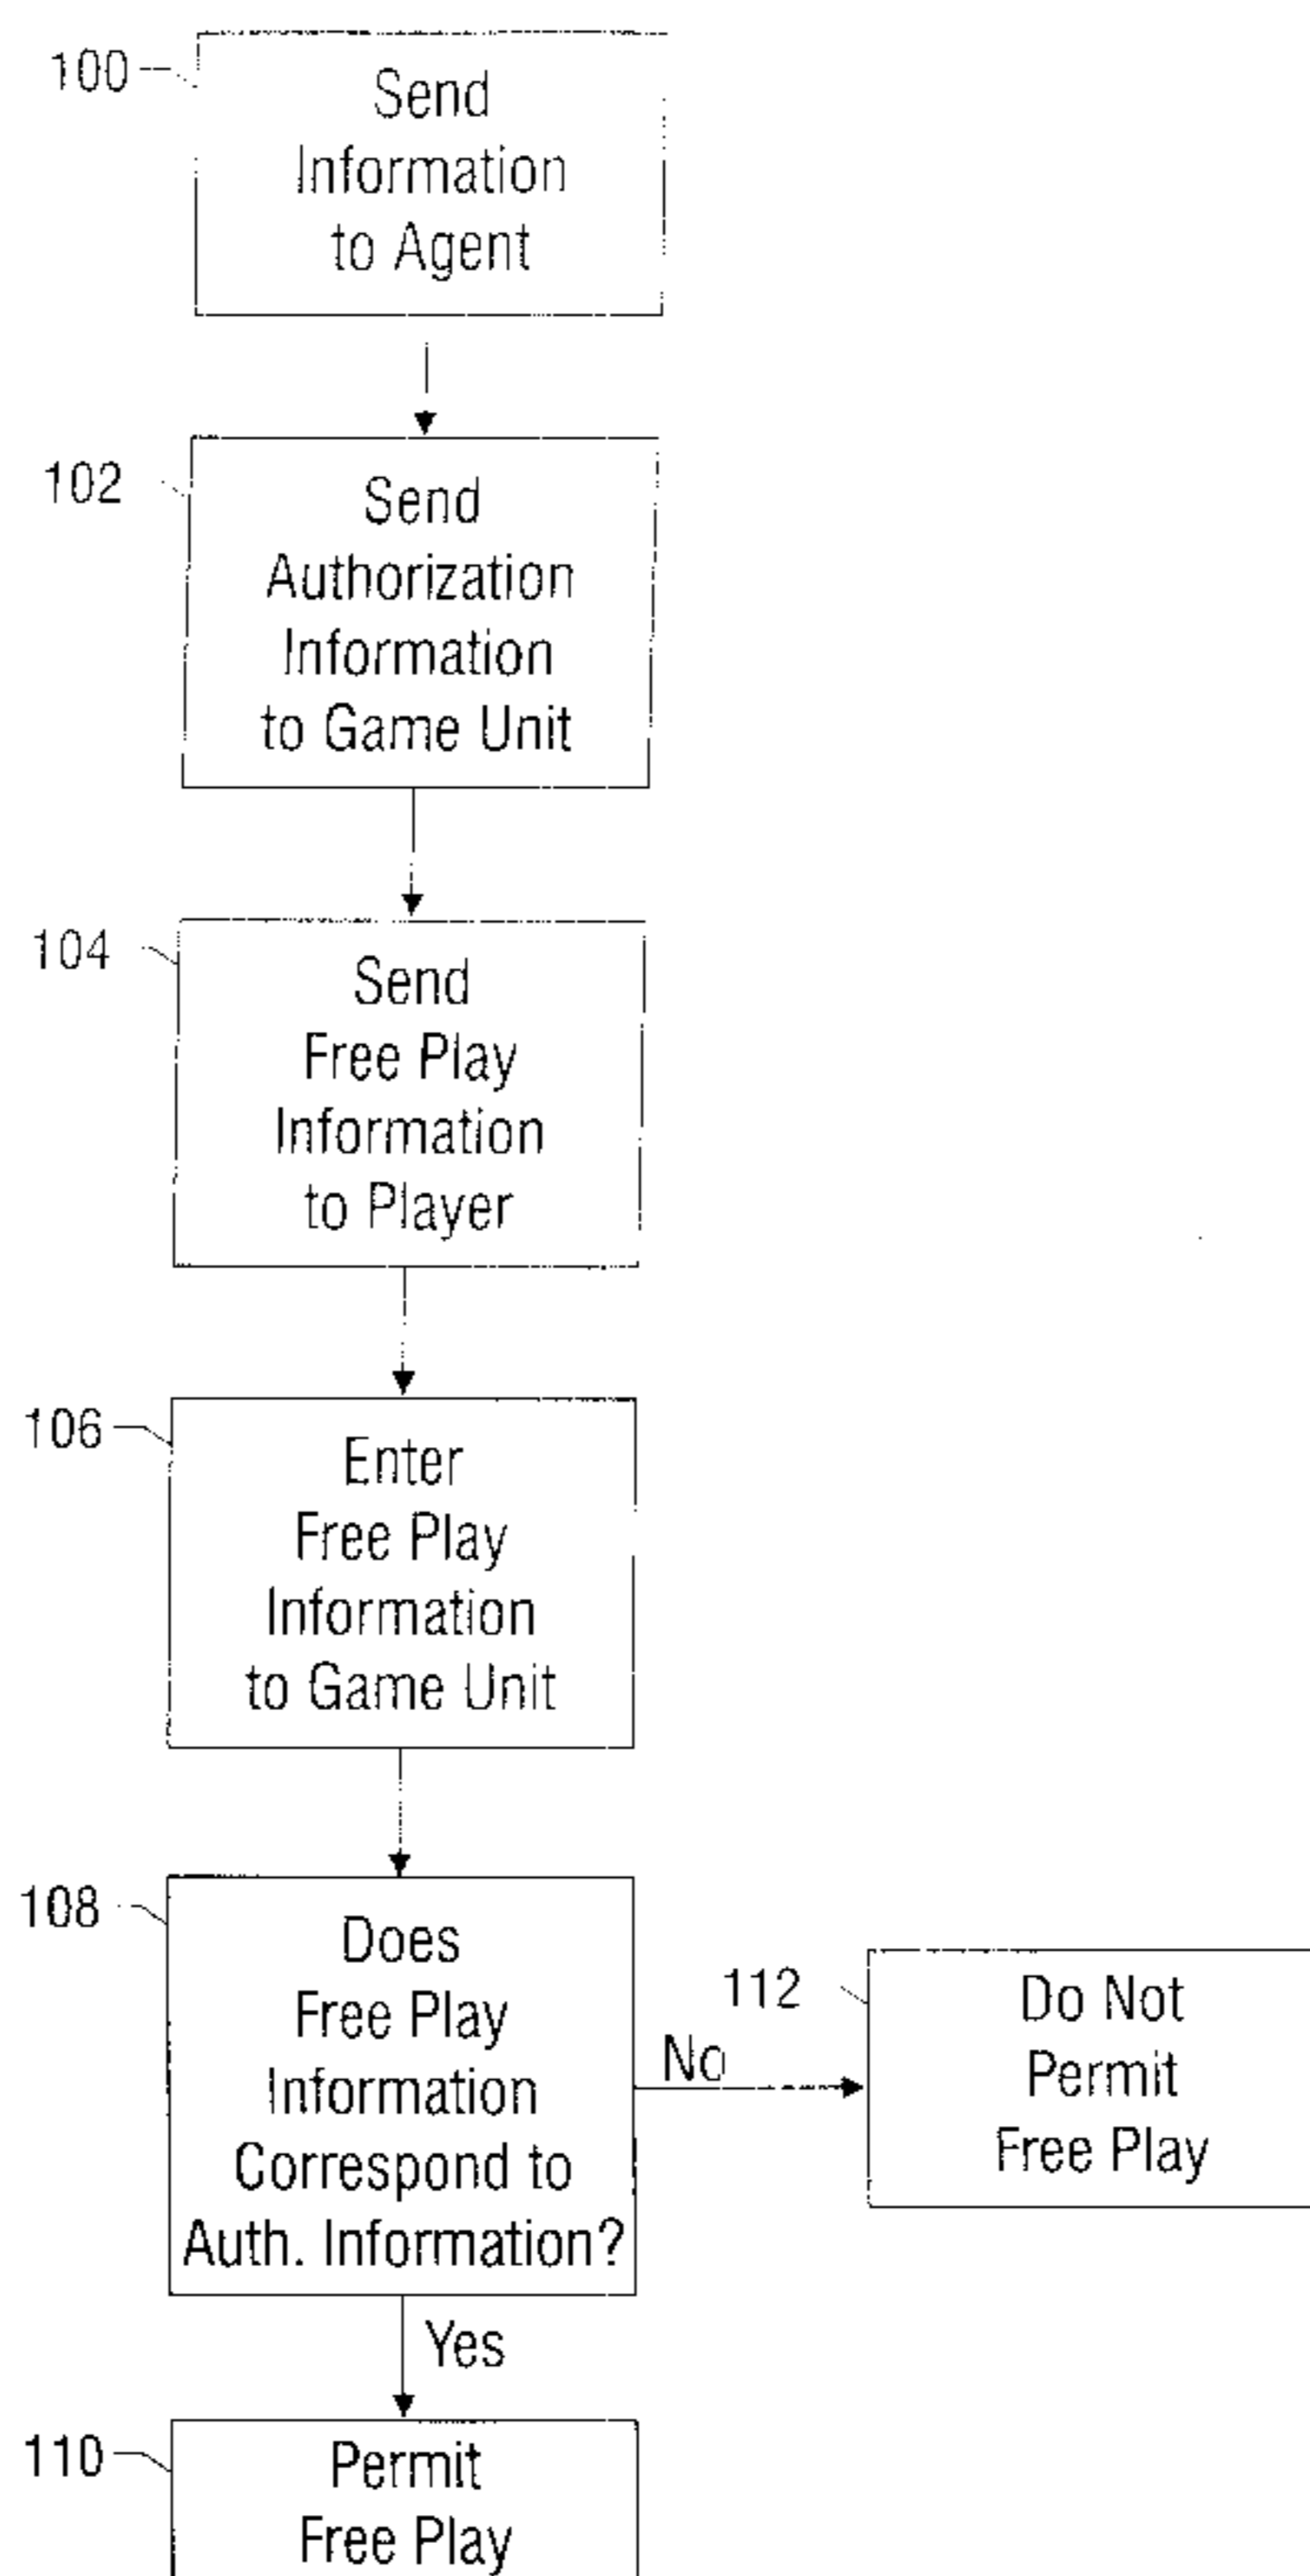 100
Send
Information
to Agent
102
Send
Authorization
Information
to Game Unit
104
Send
Free Play
Information
to Player
106
Enter
Free Play
Information
to Game Unit
108
Does
Free Play
Information
Correspond to
Auth. Information?
No
112
Do Not
Permit
Free Play
Yes
110
Permit
Free Play